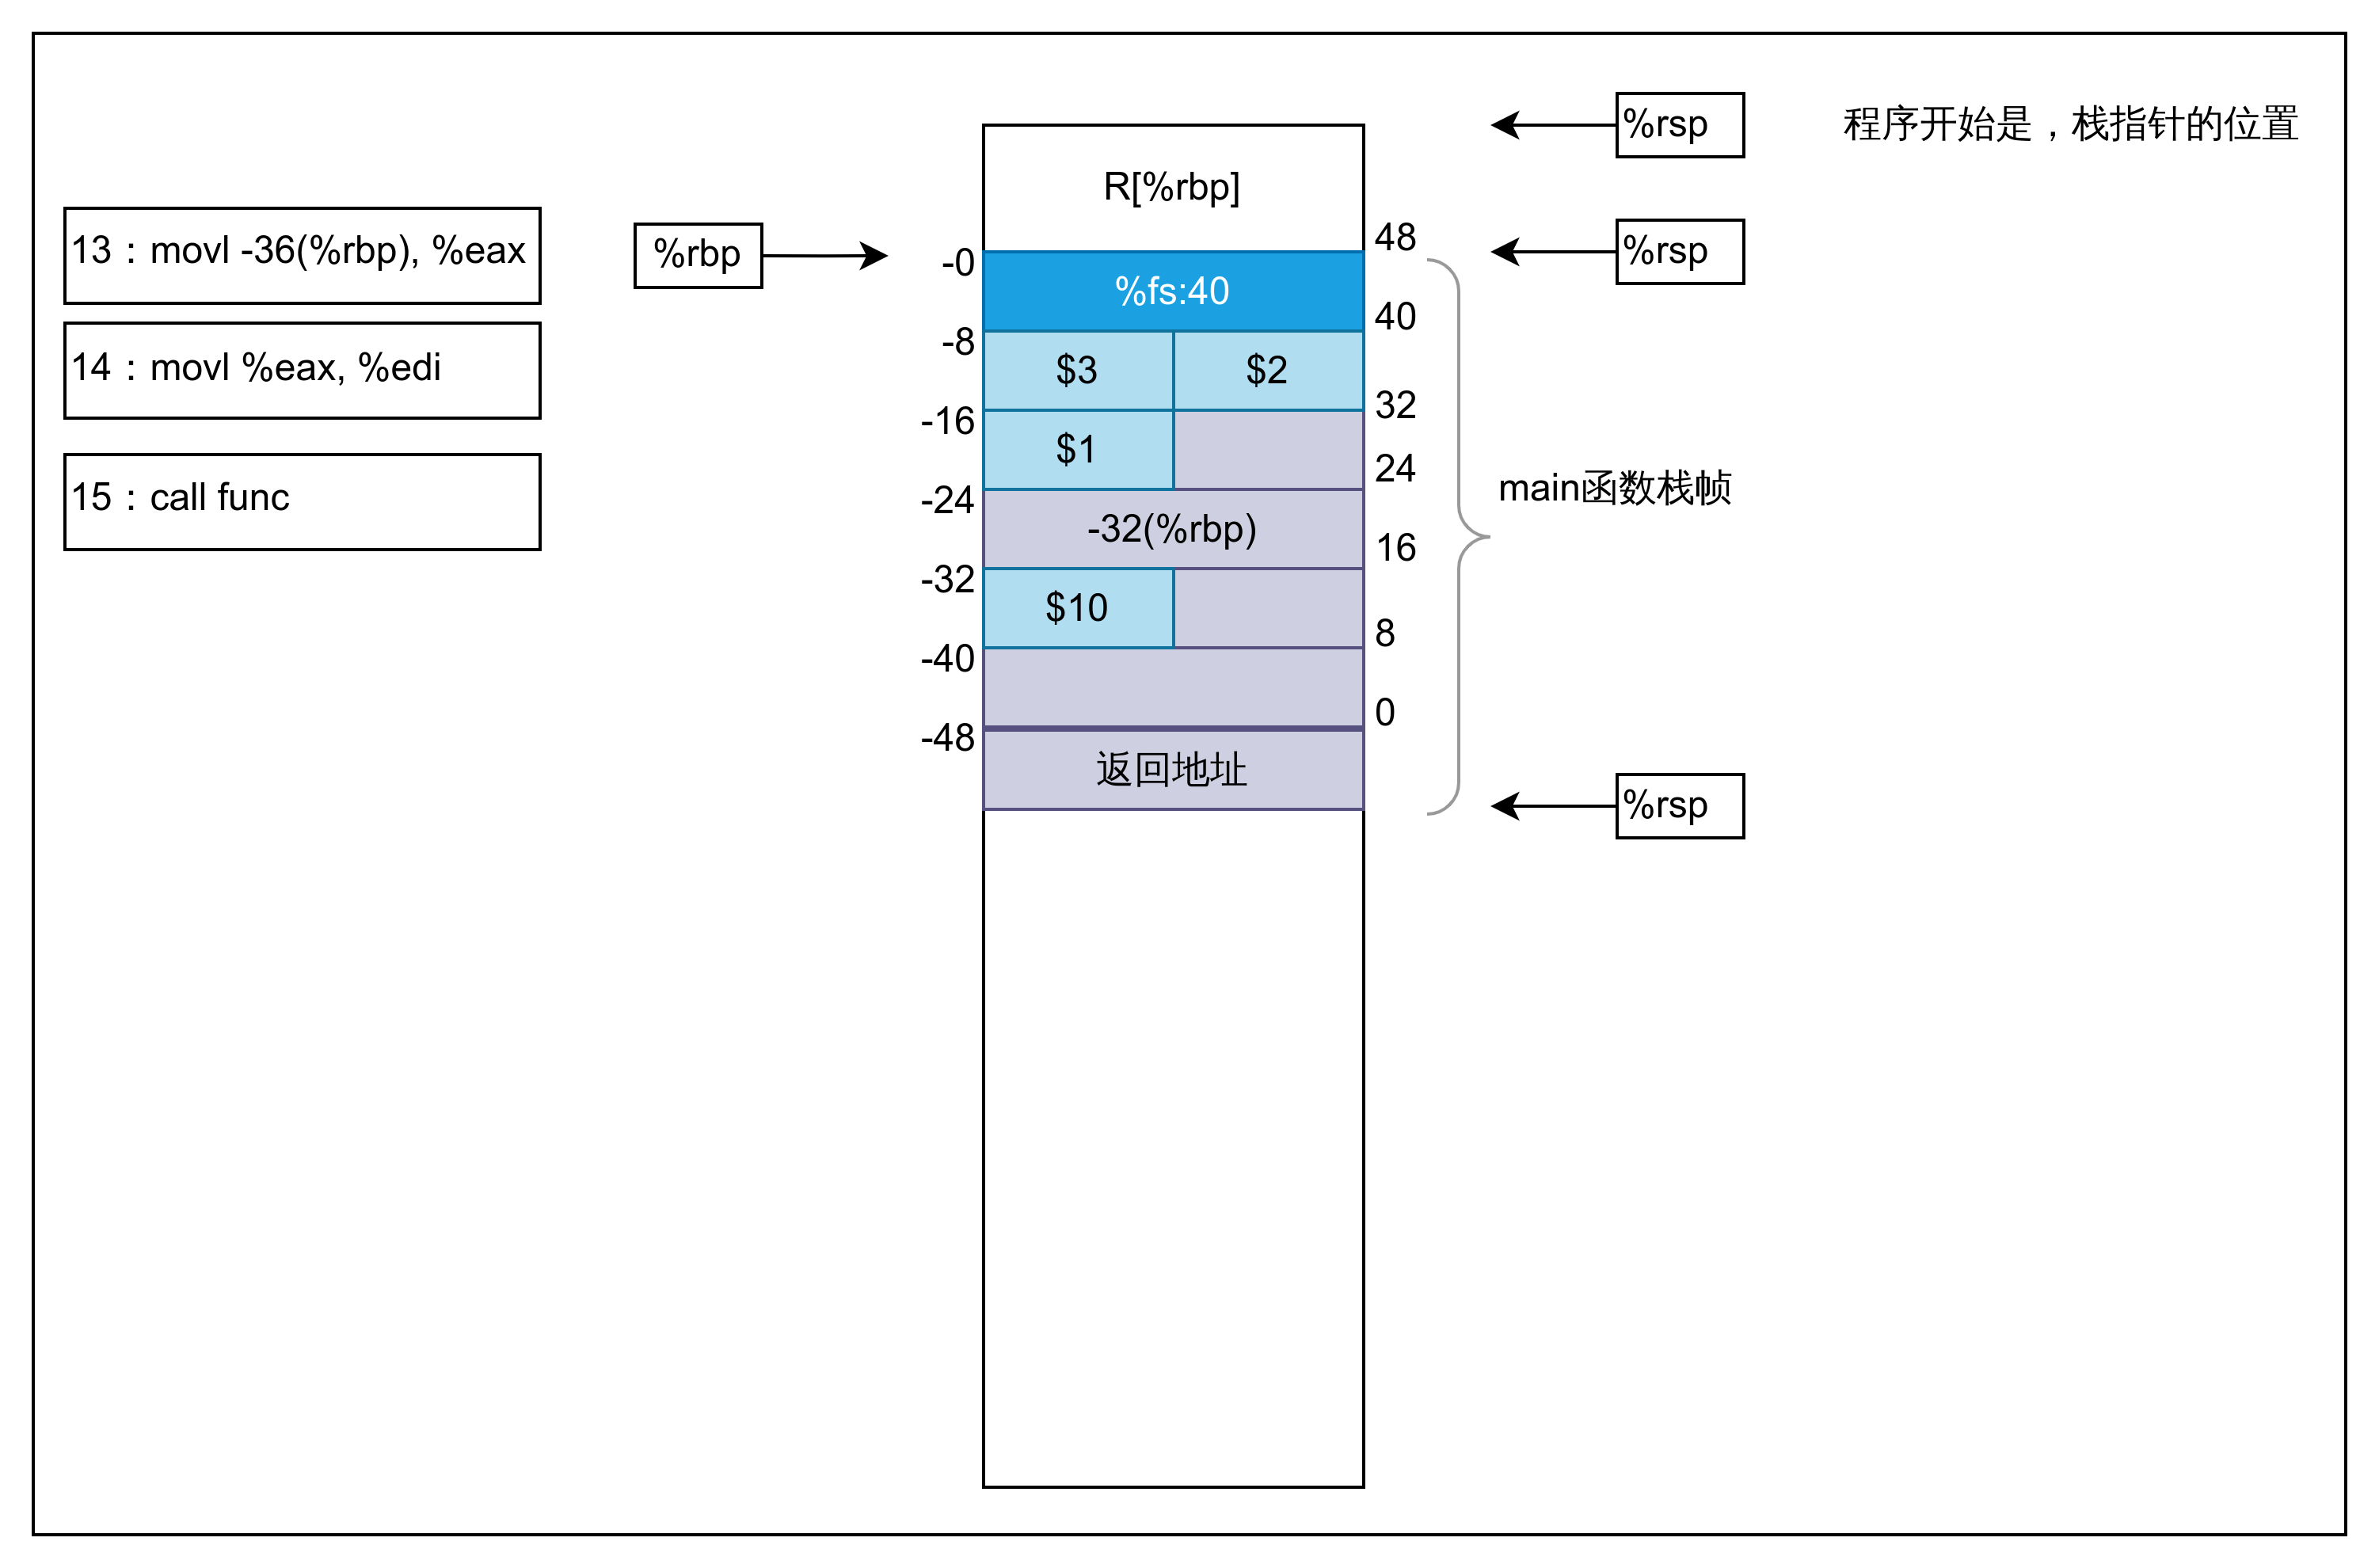 %rsp
程序开始是，栈指针的位置
R[%rbp]
13：movl -36(%rbp), %eax
%rbp
48
%rsp
-0
%fs:40
40
-8
14：movl %eax, %edi
$3
$2
32
-16
$1
24
15：call func
-24
main函数栈帧
-32(%rbp)
16
-32
$10
8
-40
0
-48
返回地址
%rsp